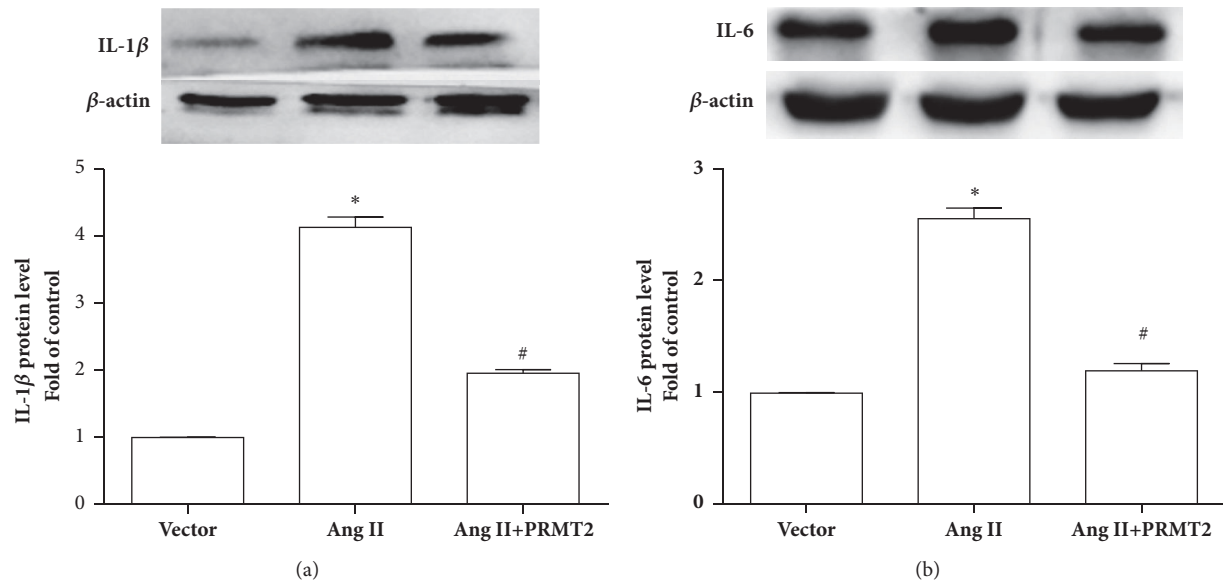 IL-1β
β-actin
5
4
3
2
1
0
IL-1β protein level
Fold of control
*
#
Vector
Ang II
Ang II+PRMT2
(a)
IL-6
β-actin
3
2
1
0
IL-6 protein level
Fold of control
*
#
Vector
Ang II
Ang II+PRMT2
(b)